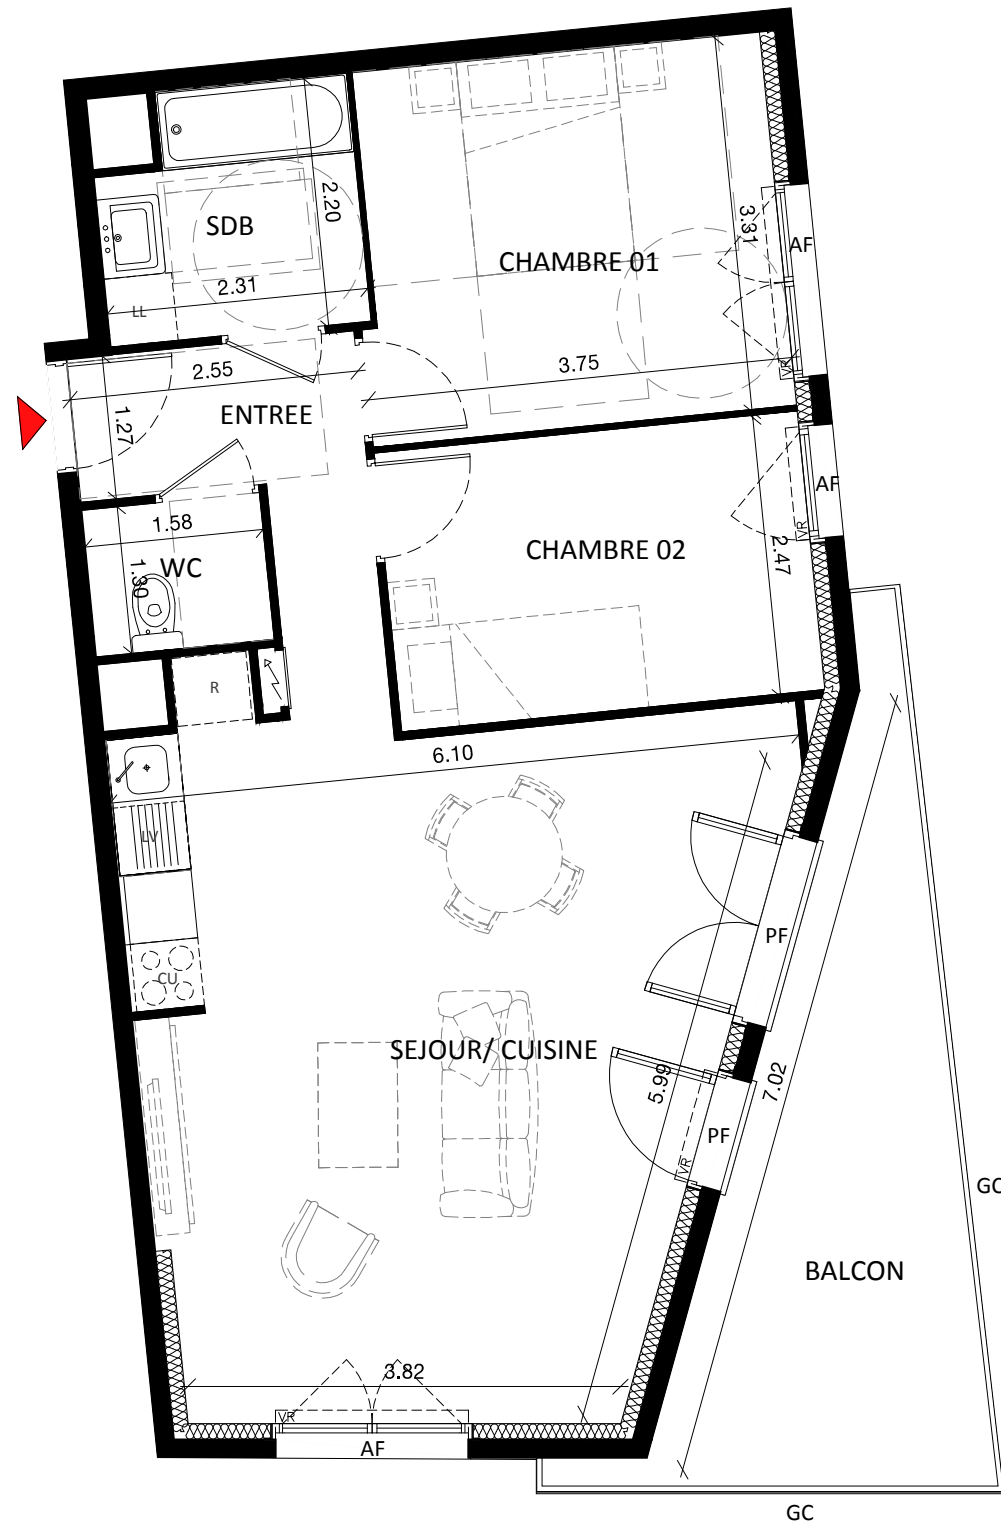 SDB
2.20
2.31
LL
CHAMBRE 01
3.31
AF
VR
2.55
3.75
1.27
ENTREE
AF
VR
1.58
WC
1.30
CHAMBRE 02
2.47
R
6.10
LV
CU
PF
SEJOUR/ CUISINE
5.99
7.02
PF
VR
GC
BALCON
3.82
VR
AF
GC